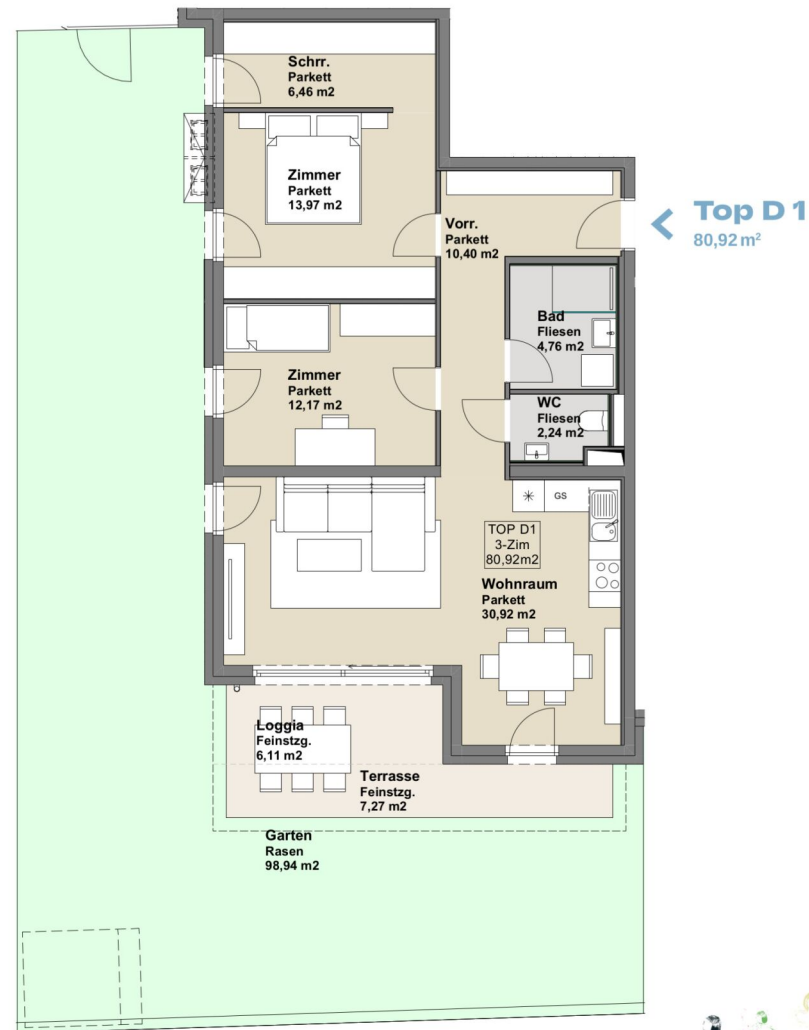 Schrr.
Parkett
6,46 m2
Zimmer
Parkett
13,97 m2
Vorr.
Parkett
10,40 m2
Top D 1
80,92 m²
Bad
Fliesen
4,76 m2
Zimmer
Parkett
12,17 m2
WC
Fliesen
2,24 m2
GS
TOP D1
3-Zim
80,92m2
Wohnraum
Parkett
30,92 m2
Loggia
Feinstzg.
6,11 m2
Terrasse
Feinstzg.
7,27 m2
Garten
Rasen
98,94 m2